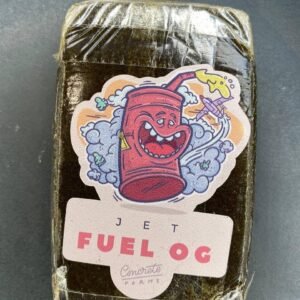 JET
FUEL OG
Concrete
FARMS